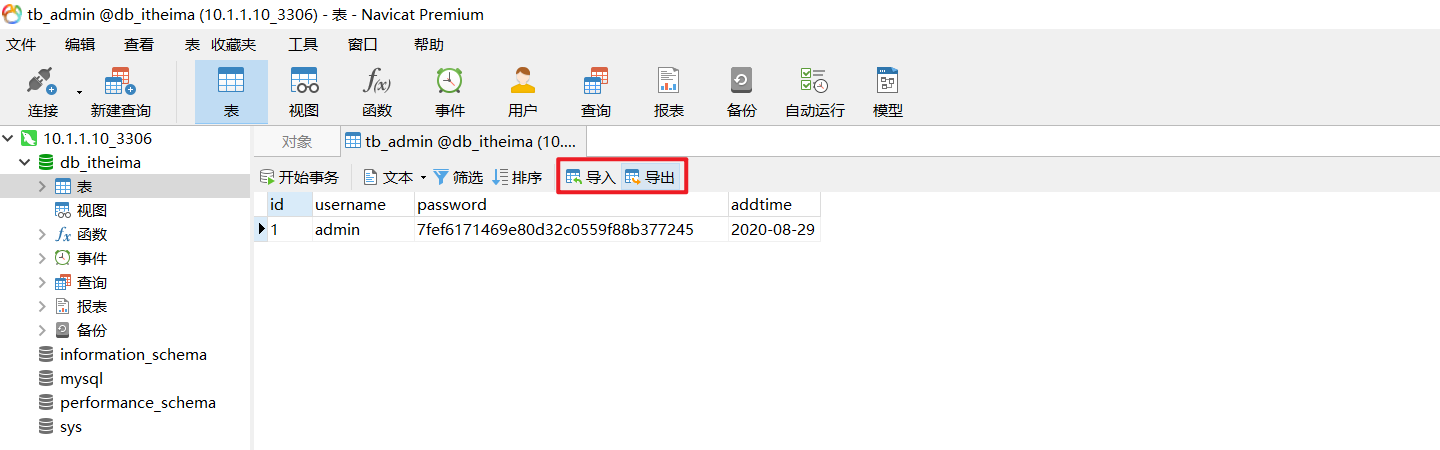 tb_admin @db_itheima (10.1.1.10_3306) - 表 - Navicat Premium
文件 编辑 查看 表 收藏夹 工具 窗口 帮助
f(x)
连接 新建查询 表 视图 函数 事件 用户 查询 报表 备份 自动运行 模型
10.1.1.10_3306
db_itheima
表
视图
fx 函数
事件
查询
报表
备份
information_schema
mysql
performance_schema
sys
对象 tb_admin @db_itheima (10....
开始事务 文本 筛选 排序 导入 导出
id username password addtime
1 admin 7fef6171469e80d32c0559f88b377245 2020-08-29